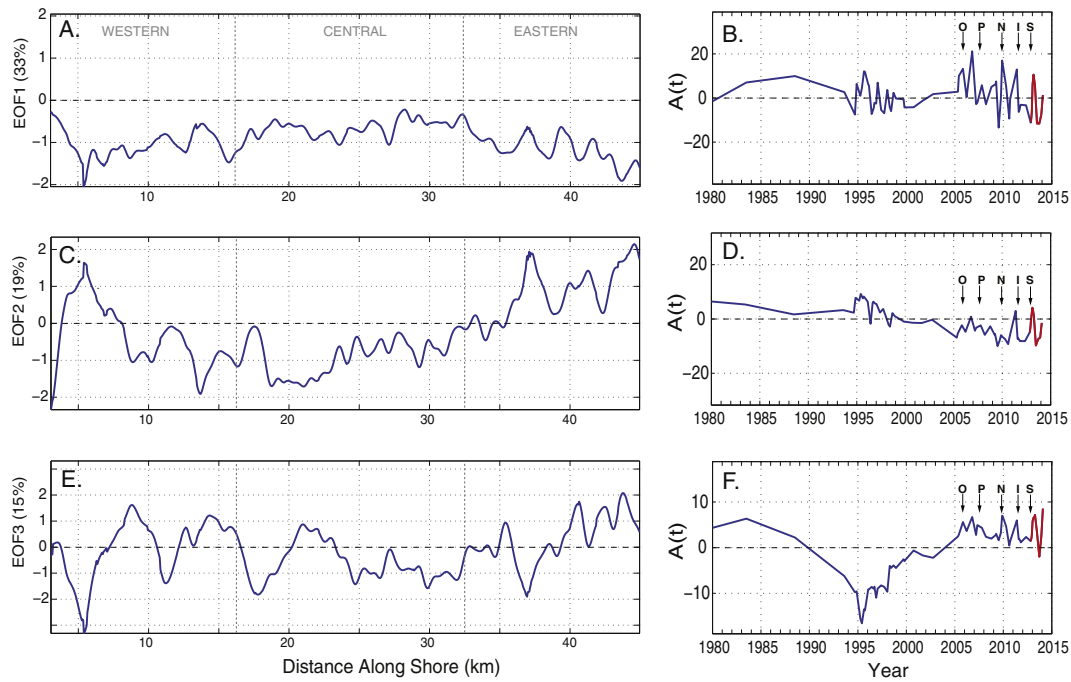 A.
WESTERN
CENTRAL
EASTERN
EOF1 (33%)
2
1
0
−1
−2
10
20
30
40
B.
O P N I S
A(t)
20
0
−20
1980 1985 1990 1995 2000 2005 2010 2015
C.
EOF2 (19%)
2
1
0
−1
−2
10
20
30
40
D.
O P N I S
A(t)
20
0
−20
1980 1985 1990 1995 2000 2005 2010 2015
E.
EOF3 (15%)
2
1
0
−1
−2
10
20
30
40
Distance Along Shore (km)
F.
O P N I S
A(t)
10
0
−10
1980 1985 1990 1995 2000 2005 2010 2015
Year